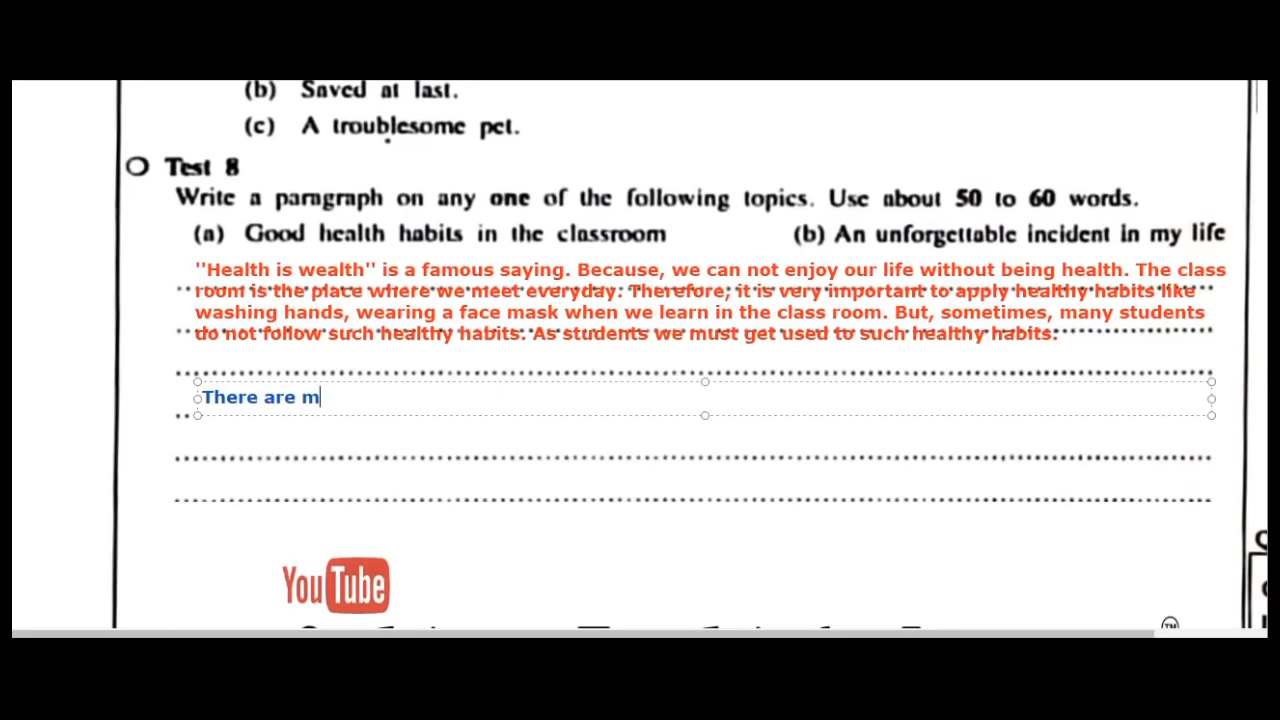 (b) Saved at last.
(c) A troublesome pet.
Test 8
Write a paragraph on any one of the following topics. Use about 50 to 60 words.
(a) Good health habits in the classroom (b) An unforgettable incident in my life
''Health is wealth'' is a famous saying. Because, we can not enjoy our life without being health. The class
room is the place where we meet everyday. Therefore, it is very important to apply healthy habits like
washing hands, wearing a face mask when we learn in the class room. But, sometimes, many students
do not follow such healthy habits. As students we must get used to such healthy habits.
There are m
YouTube
TM